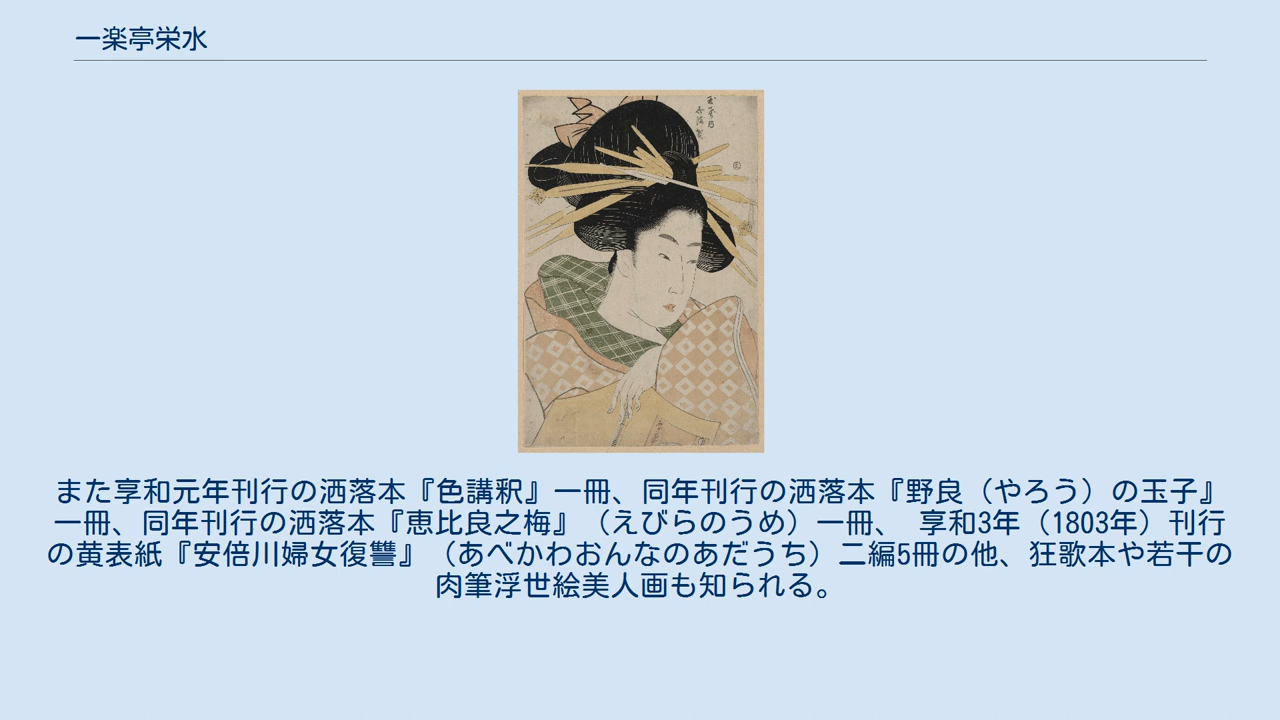 一楽亭栄水
また享和元年刊行の洒落本『色講釈』一冊、同年刊行の洒落本『野良（やろう）の玉子』
一冊、同年刊行の洒落本『恵比良之梅』（えびらのうめ）一冊、 享和3年（1803年）刊行
の黄表紙『安倍川婦女復讐』（あべかわおんなのあだうち）二編5冊の他、狂歌本や若干の
肉筆浮世絵美人画も知られる。